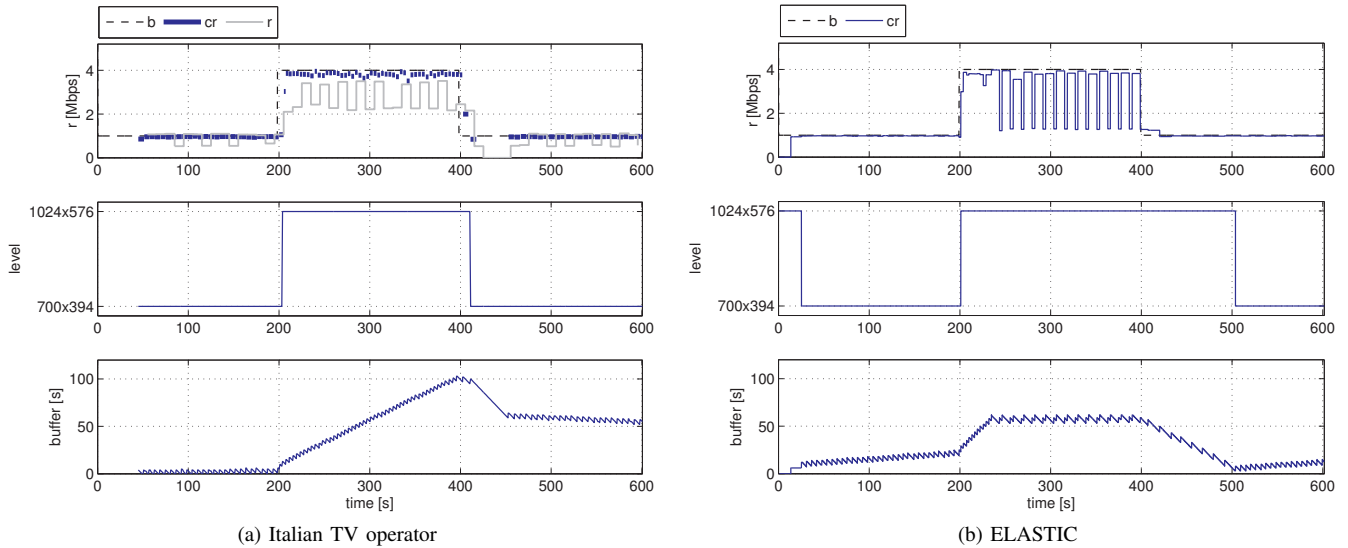 b cr r
r [Mbps]
4
2
0
0 100 200 300 400 500 600
level
1024x576
700x394
0 100 200 300 400 500 600
buffer [s]
100
50
0
0 100 200 300 400 500 600
time [s]
(a) Italian TV operator
b cr
r [Mbps]
4
2
0
0 100 200 300 400 500 600
level
1024x576
700x394
0 100 200 300 400 500 600
buffer [s]
100
50
0
0 100 200 300 400 500 600
time [s]
(b) ELASTIC